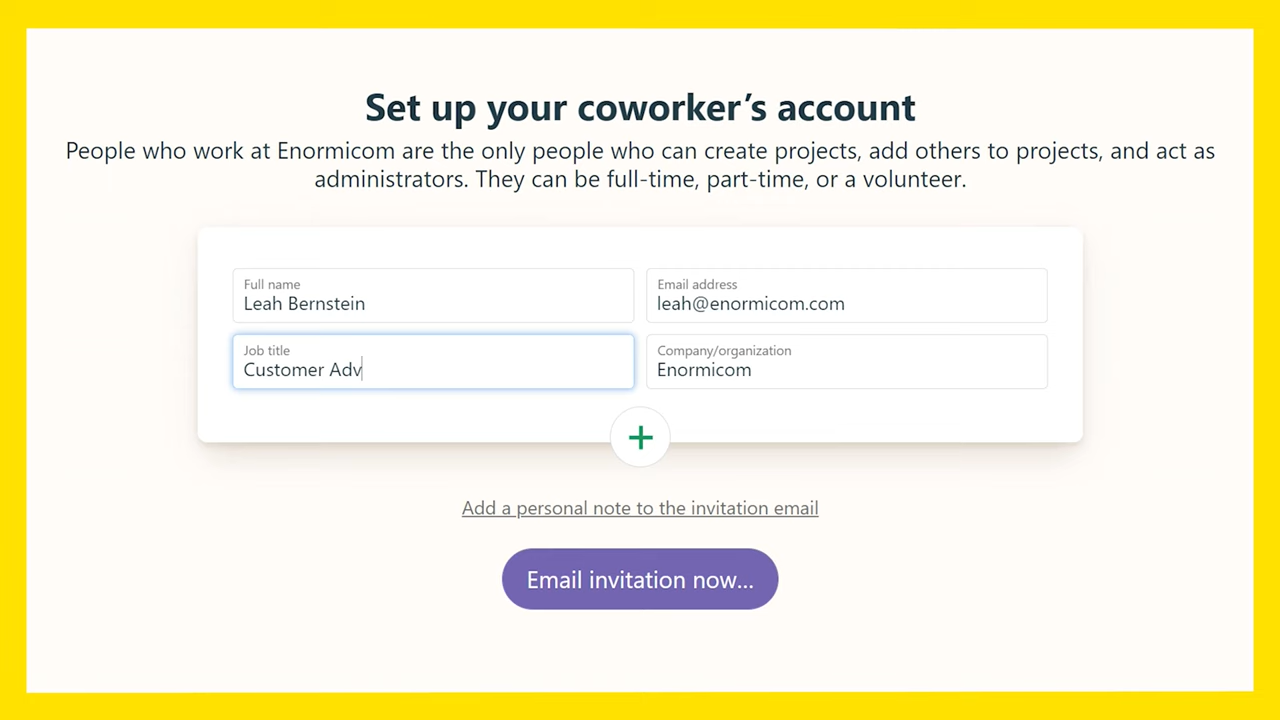 Set up your coworker’s account
People who work at Enormicom are the only people who can create projects, add others to projects, and act as
administrators. They can be full-time, part-time, or a volunteer.
Full name
Leah Bernstein
Email address
leah@enormicom.com
Job title
Customer Adv
Company/organization
Enormicom
Add a personal note to the invitation email
Email invitation now...